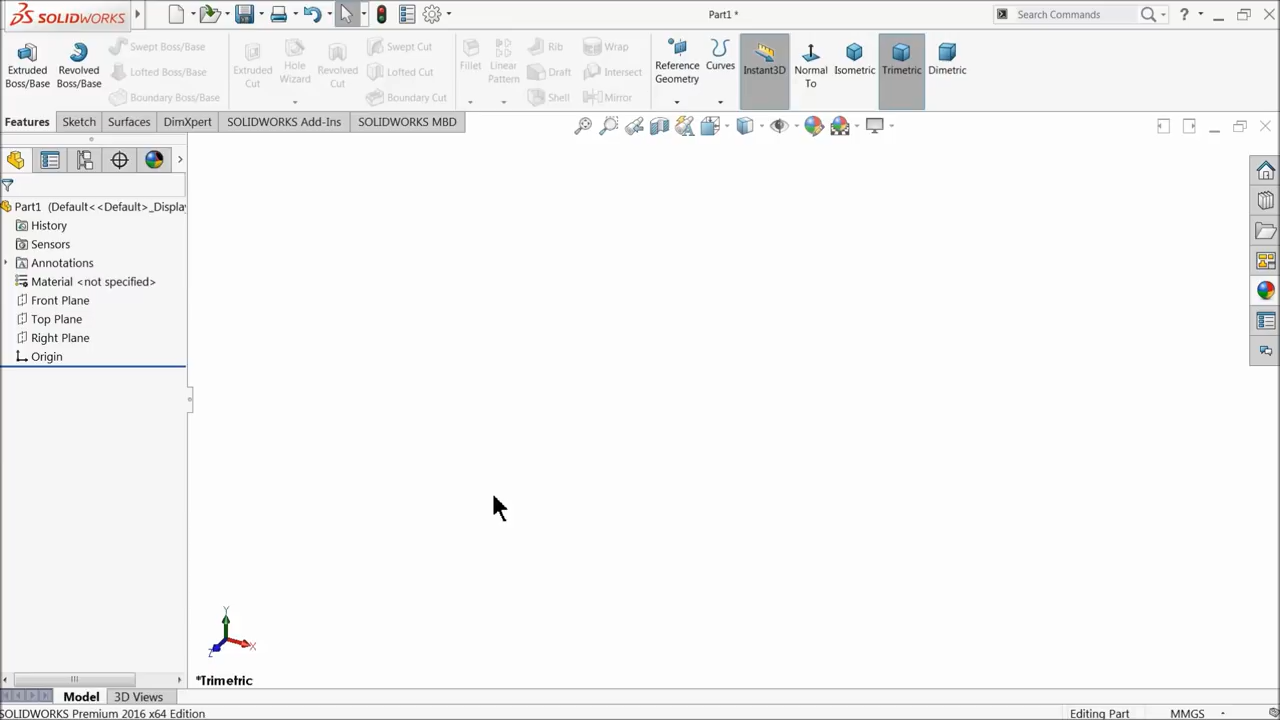 SOLIDWORKS
Part1 *
Search Commands
?
Extruded Boss/Base
Revolved Boss/Base
Swept Boss/Base
Lofted Boss/Base
Boundary Boss/Base
Extruded Cut
Hole Wizard
Revolved Cut
Swept Cut
Lofted Cut
Boundary Cut
Fillet
Linear Pattern
Rib
Draft
Shell
Wrap
Intersect
Mirror
Reference Geometry
Curves
Instant3D
Normal To
Isometric
Trimetric
Dimetric
Features
Sketch
Surfaces
DimXpert
SOLIDWORKS Add-Ins
SOLIDWORKS MBD
Part1 (Default<<Default>_Displa
History
Sensors
Annotations
Material <not specified>
Front Plane
Top Plane
Right Plane
Origin
Y
X
Z
*Trimetric
Model
3D Views
SOLIDWORKS Premium 2016 x64 Edition
Editing Part
MMGS